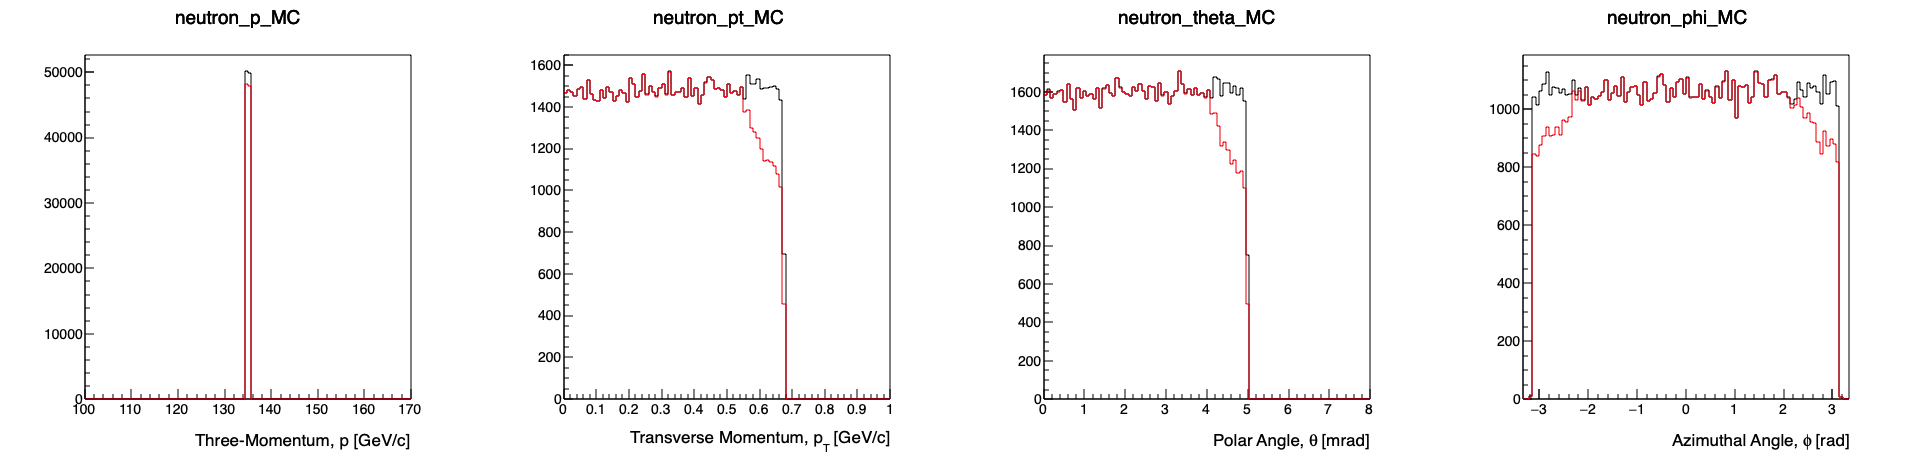 neutron_p_MC
50000
40000
30000
20000
10000
0
100 110 120 130 140 150 160 170
Three-Momentum, p [GeV/c]
neutron_pt_MC
1600
1400
1200
1000
800
600
400
200
0
0 0.1 0.2 0.3 0.4 0.5 0.6 0.7 0.8 0.9 1
Transverse Momentum, p_T [GeV/c]
neutron_theta_MC
1600
1400
1200
1000
800
600
400
200
0
0 1 2 3 4 5 6 7 8
Polar Angle, θ [mrad]
neutron_phi_MC
1000
800
600
400
200
0
−3 −2 −1 0 1 2 3
Azimuthal Angle, ϕ [rad]